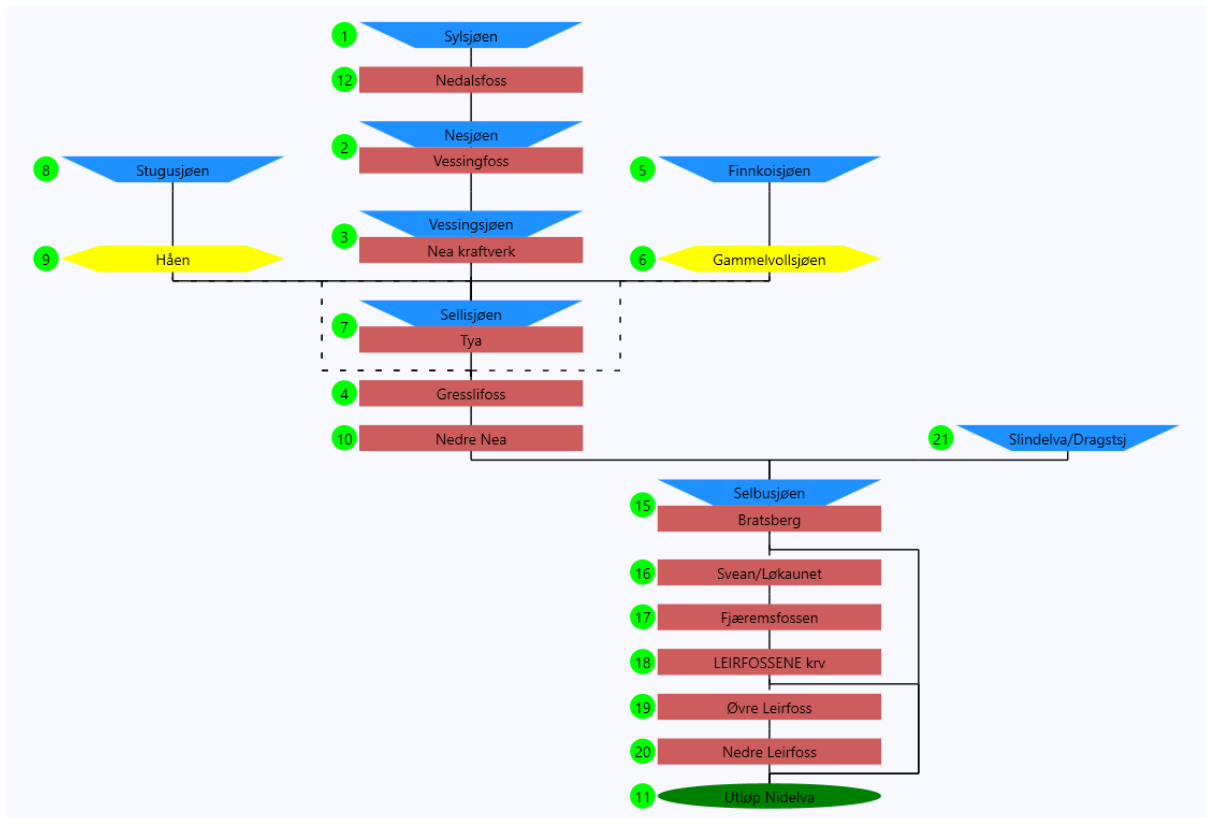 1
Sylsjøen
12
Nedalsfoss
Nesjøen
2
Vessingfoss
8
Stugusjøen
5
Finnkoisjøen
Vessingsjøen
3
Nea kraftverk
9
Håen
6
Gammelvollsjøen
Sellisjøen
7
Tya
4
Gresslifoss
10
Nedre Nea
21
Slindelva/Dragstsj
Selbusjøen
15
Bratsberg
16
Svean/Løkaunet
17
Fjæremsfossen
18
LEIRFOSSENE krv
19
Øvre Leirfoss
20
Nedre Leirfoss
11
Utløp Nidelva